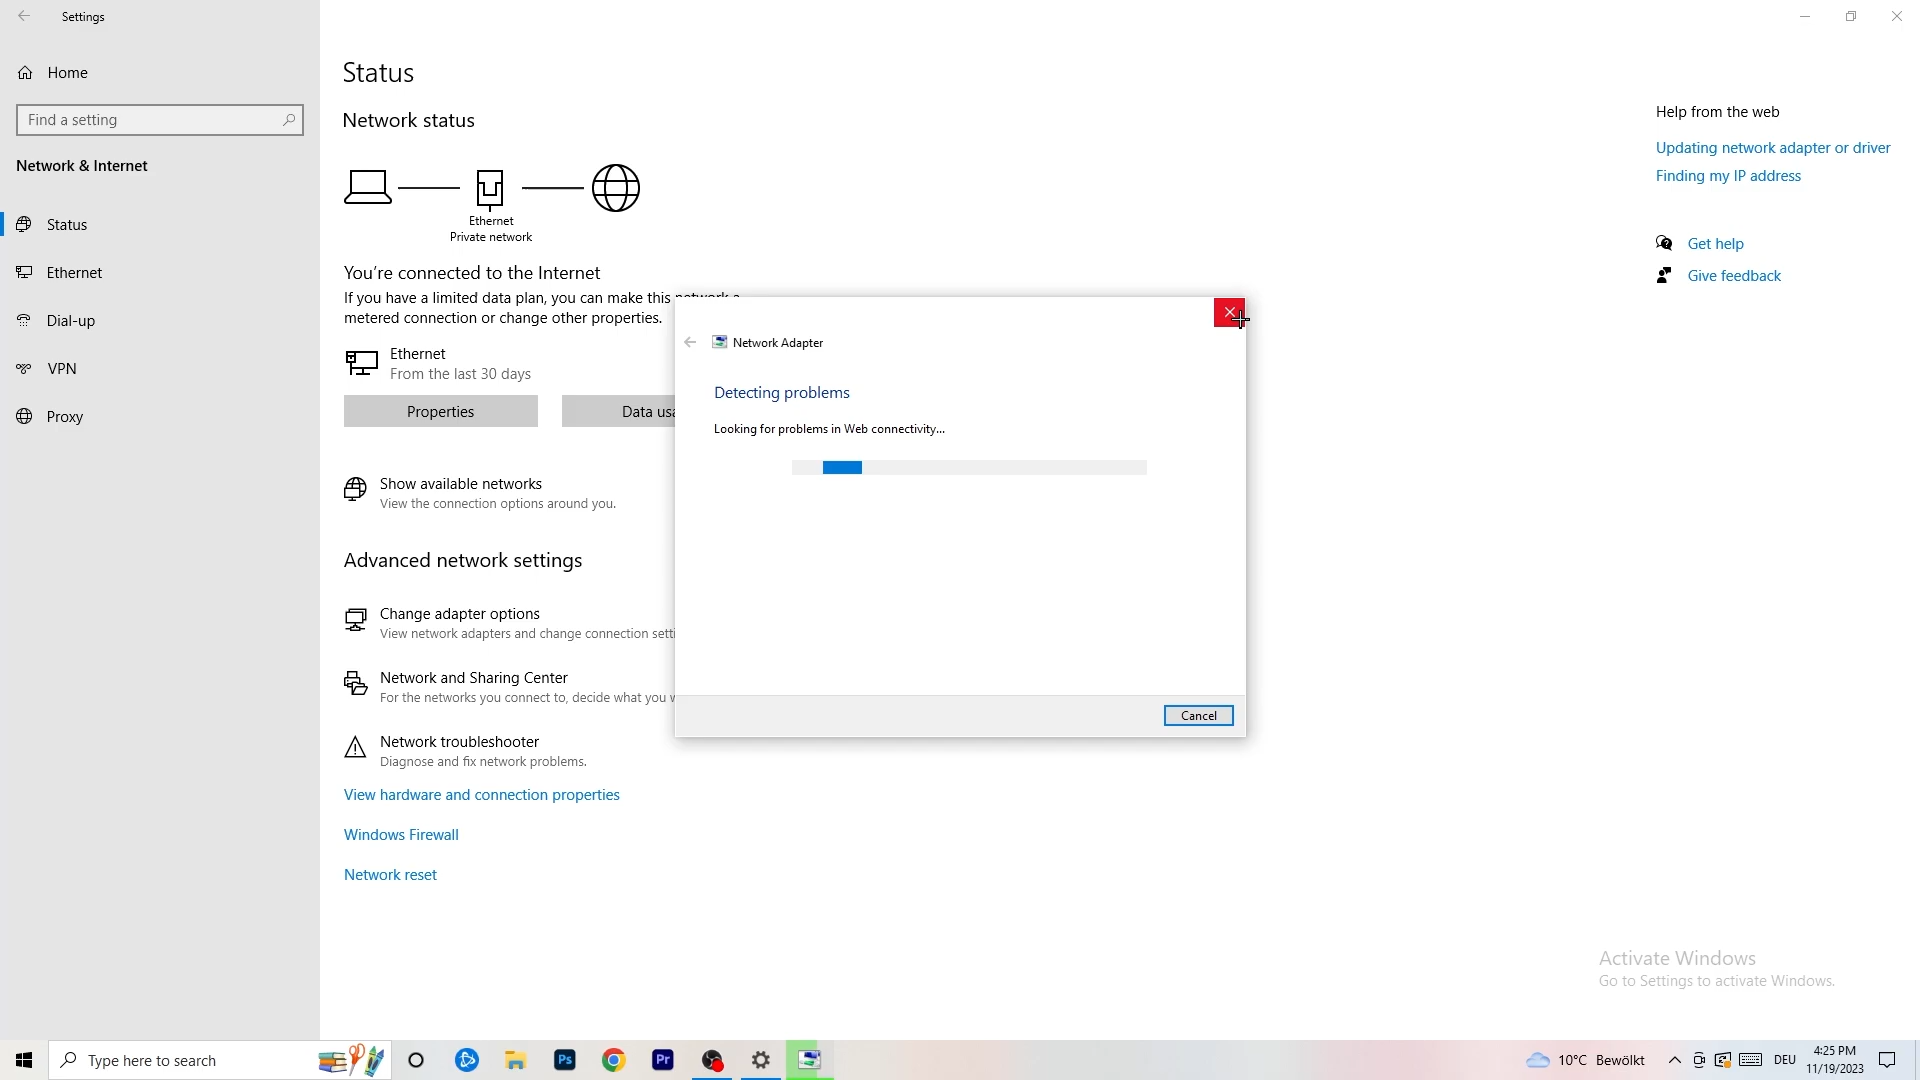 Settings
Home
Find a setting
Network & Internet
Status
Ethernet
Dial-up
VPN
Proxy
Status
Network status
Ethernet
Private network
You're connected to the Internet
If you have a limited data plan, you can make this network a
metered connection or change other properties.
Ethernet
From the last 30 days
Properties
Data usa
Show available networks
View the connection options around you.
Advanced network settings
Change adapter options
View network adapters and change connection setti
Network and Sharing Center
For the networks you connect to, decide what you w
Network troubleshooter
Diagnose and fix network problems.
View hardware and connection properties
Windows Firewall
Network reset
Network Adapter
Detecting problems
Looking for problems in Web connectivity...
Cancel
Help from the web
Updating network adapter or driver
Finding my IP address
Get help
Give feedback
Activate Windows
Go to Settings to activate Windows.
Type here to search
Ps
Pr
10°C Bewölkt
DEU
4:25 PM
11/19/2023